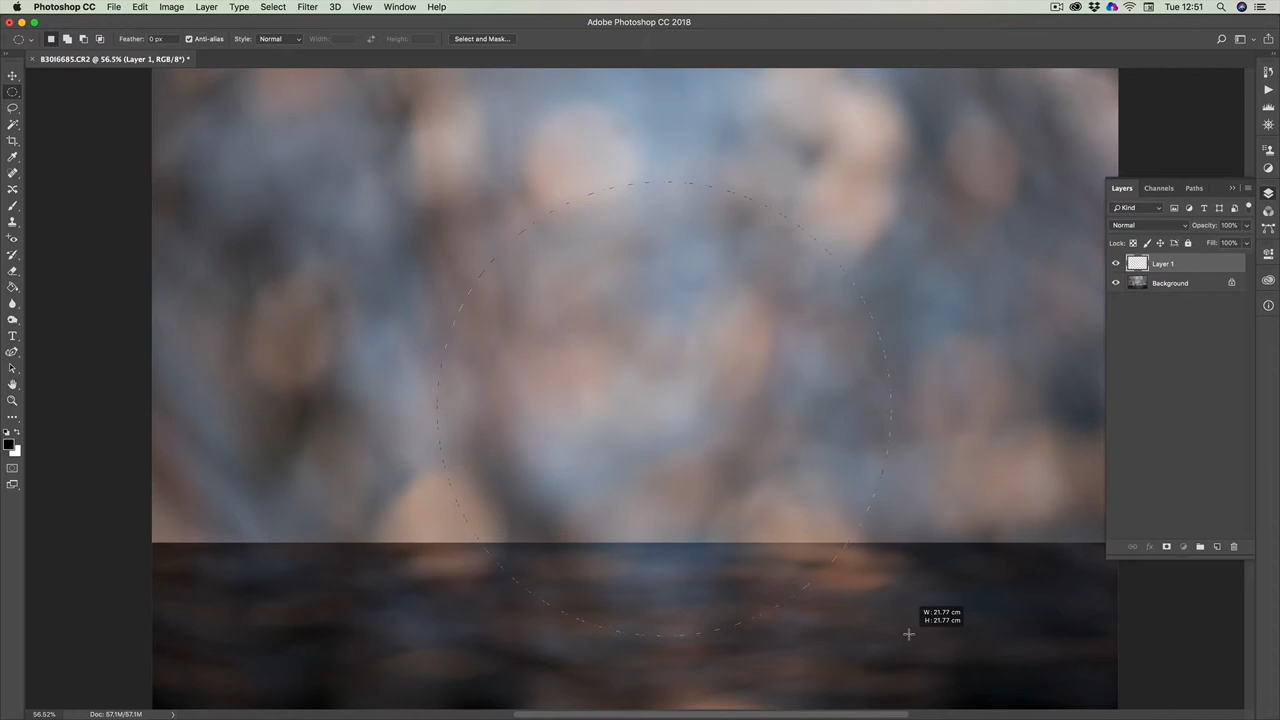 Photoshop CC File Edit Image Layer Type Select Filter 3D View Window Help Tue 12:51
Adobe Photoshop CC 2018
Feather: 0 px Anti-alias Style: Normal Width: Height: Select and Mask...
B30I6685.CR2 @ 56.5% (Layer 1, RGB/8*) *
Layers Channels Paths
Kind
Normal Opacity: 100%
Lock: Fill: 100%
Layer 1
Background
W: 21.77 cm
H: 21.77 cm
56.52% Doc: 57.1M/57.1M